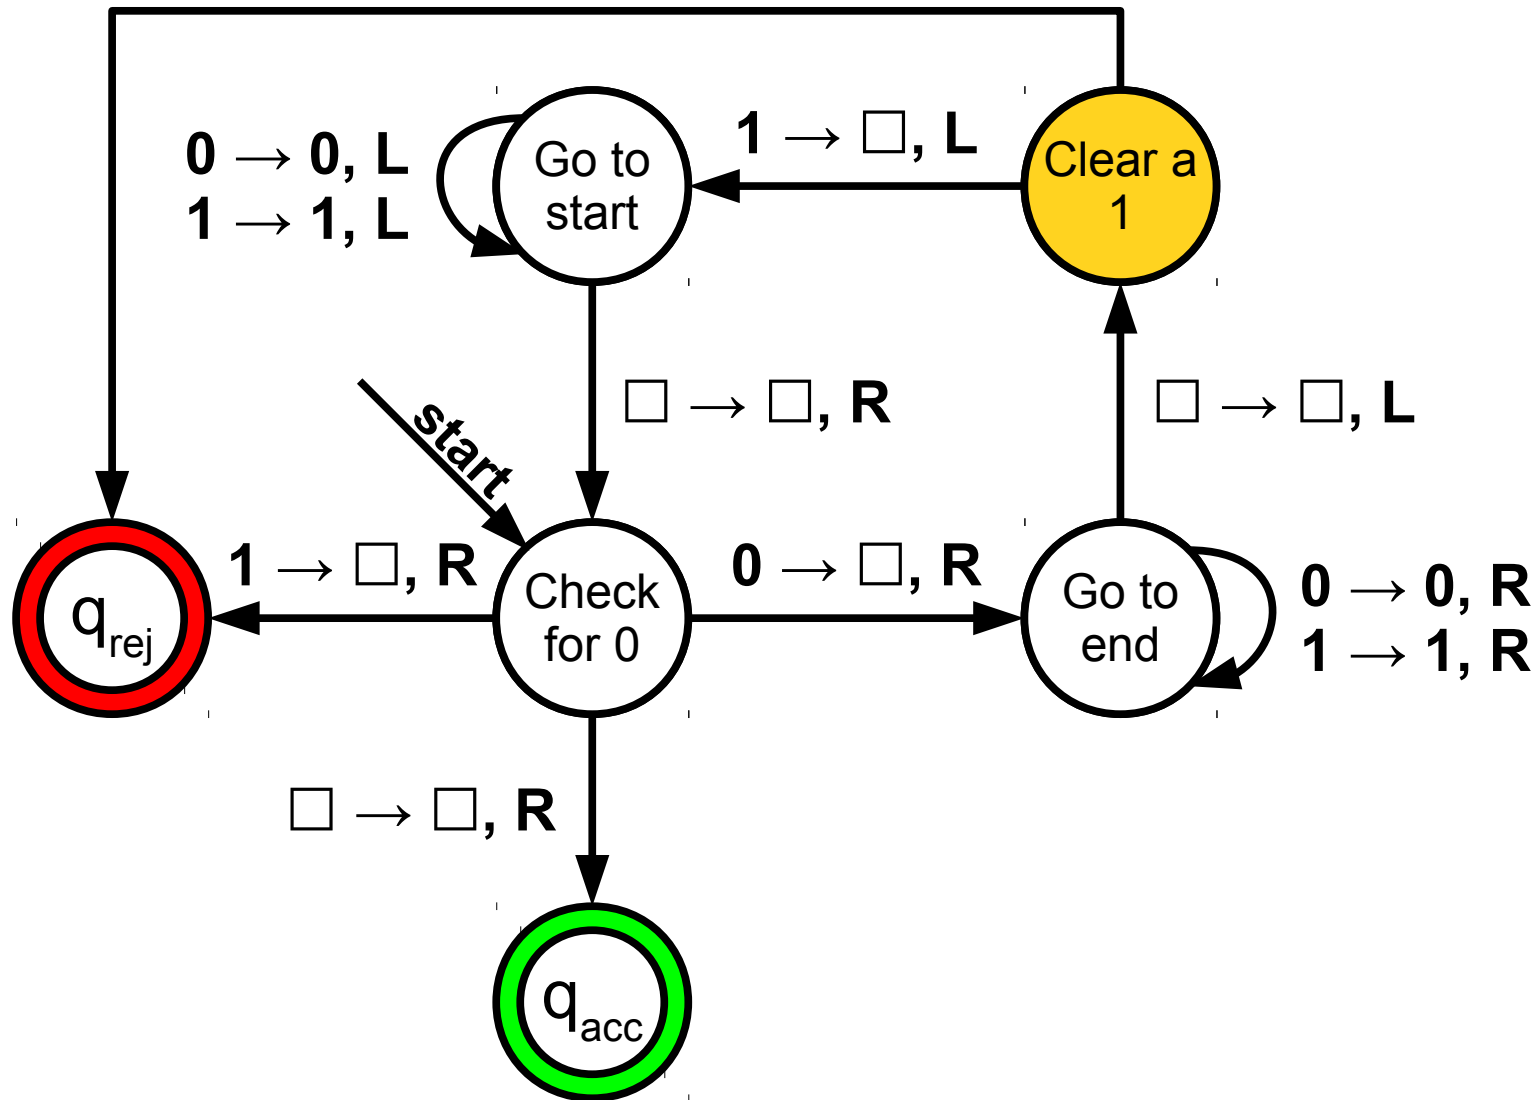 0 → 0, L
1 → 1, L
Go to
start
1 → □, L
Clear a
1
□ → □, R
□ → □, L
start
q_rej
1 → □, R
Check
for 0
0 → □, R
Go to
end
0 → 0, R
1 → 1, R
□ → □, R
q_acc